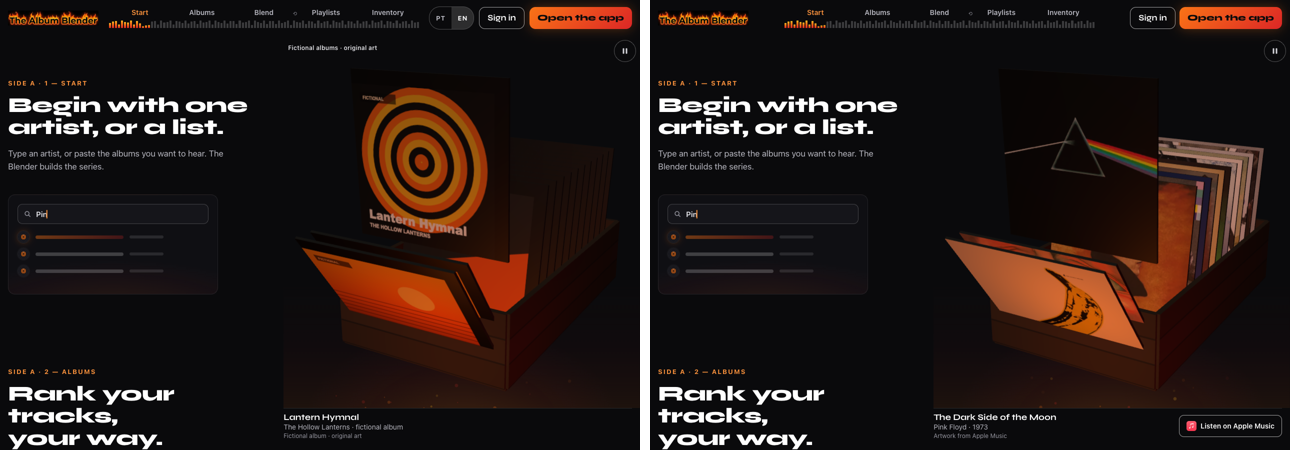 The Album Blender
Start
Albums
Blend
Playlists
Inventory
PT
EN
Sign in
Open the app
Fictional albums · original art
SIDE A · 1 — START
Begin with one
artist, or a list.
Type an artist, or paste the albums you want to hear. The
Blender builds the series.
Pin
FICTIONAL
Lantern Hymnal
THE HOLLOW LANTERNS
SIDE A · 2 — ALBUMS
Rank your
tracks,
your way.
Lantern Hymnal
The Hollow Lanterns · fictional album
Fictional album · original art
The Album Blender
Start
Albums
Blend
Playlists
Inventory
Sign in
Open the app
SIDE A · 1 — START
Begin with one
artist, or a list.
Type an artist, or paste the albums you want to hear. The
Blender builds the series.
Pin
SIDE A · 2 — ALBUMS
Rank your
tracks,
your way.
The Dark Side of the Moon
Pink Floyd · 1973
Artwork from Apple Music
Listen on Apple Music